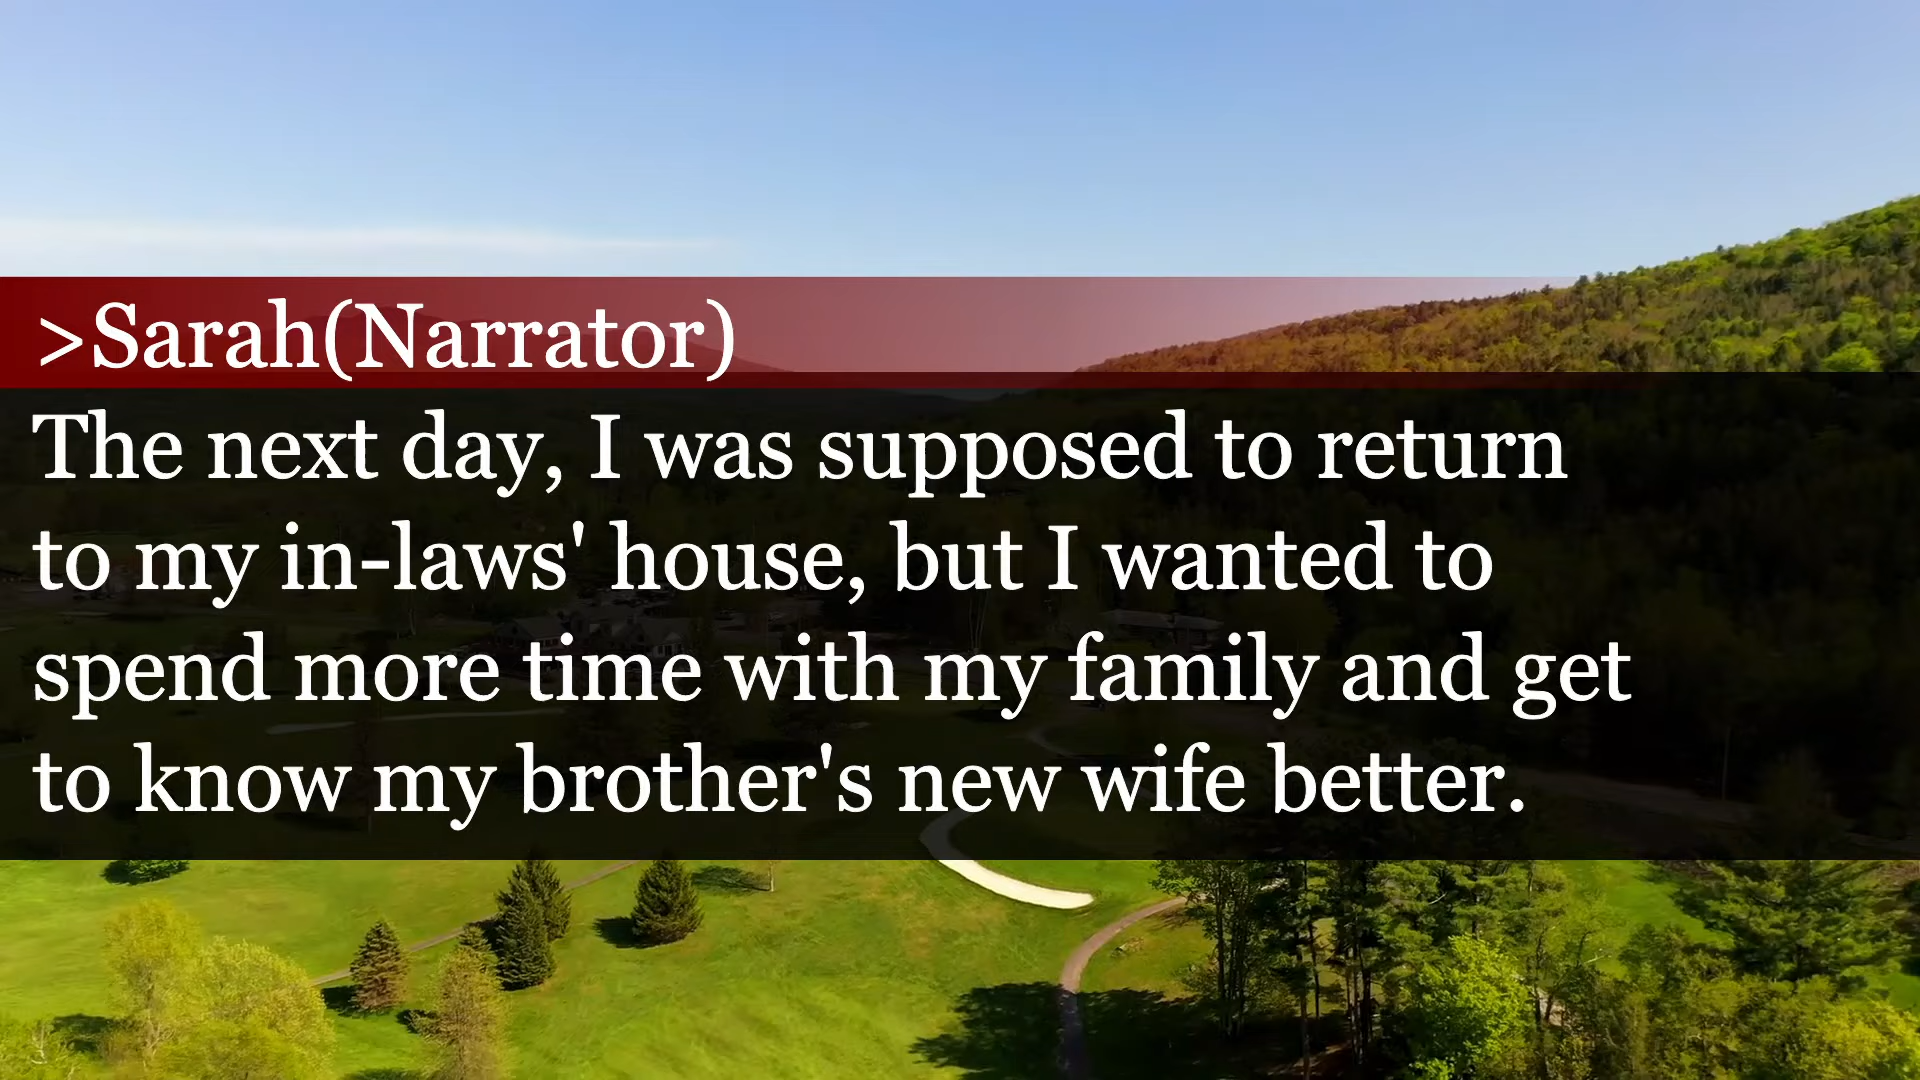 >Sarah(Narrator)
The next day, I was supposed to return
to my in-laws' house, but I wanted to
spend more time with my family and get
to know my brother's new wife better.